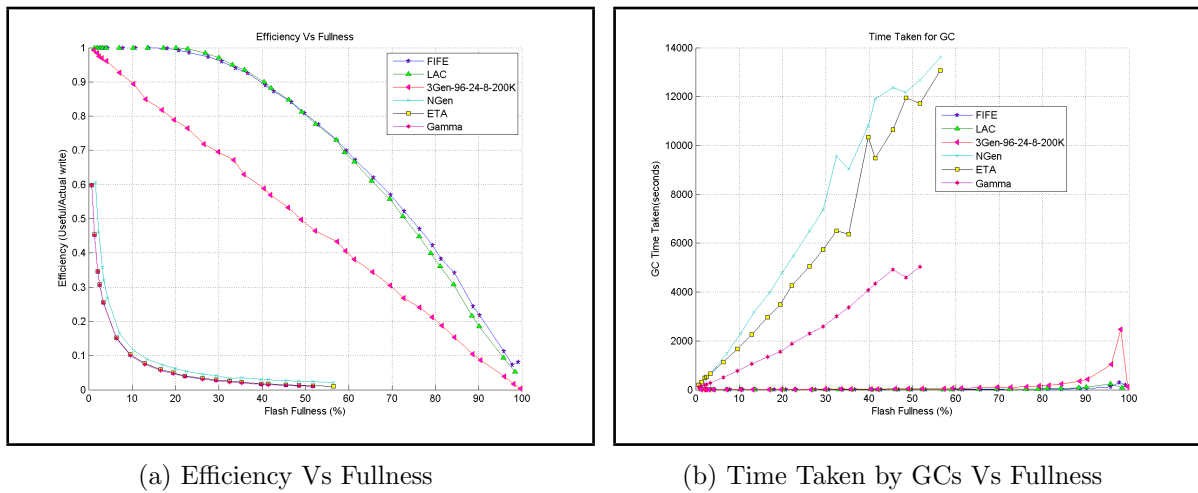 Efficiency Vs Fullness
1
0.9
0.8
0.7
0.6
0.5
0.4
0.3
0.2
0.1
0
Efficiency (Useful/Actual write)
FIFE
LAC
3Gen-96-24-8-200K
NGen
ETA
Gamma
0 10 20 30 40 50 60 70 80 90 100
Flash Fullness (%)
(a) Efficiency Vs Fullness
Time Taken for GC
14000
12000
10000
8000
6000
4000
2000
0
GC Time Taken(seconds)
FIFE
LAC
3Gen-96-24-8-200K
NGen
ETA
Gamma
0 10 20 30 40 50 60 70 80 90 100
Flash Fullness (%)
(b) Time Taken by GCs Vs Fullness